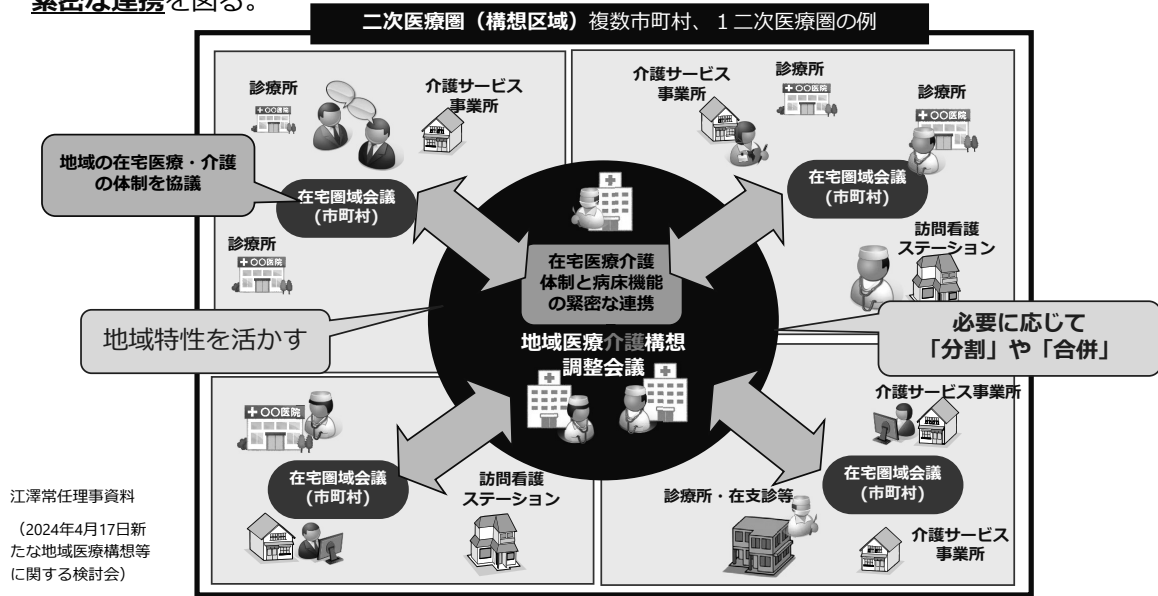 緊密な連携を図る。
二次医療圏（構想区域）複数市町村、１二次医療圏の例
診療所
介護サービス
事業所
＋〇〇医院
地域の在宅医療・介護
の体制を協議
在宅圏域会議
(市町村)
診療所
＋〇〇医院
介護サービス
事業所
診療所
＋〇〇医院
診療所
＋〇〇医院
在宅圏域会議
(市町村)
訪問看護
ステーション
在宅医療介護
体制と病床機能
の緊密な連携
地域特性を活かす
地域医療介護構想
調整会議
必要に応じて
「分割」や「合併」
＋〇〇医院
在宅圏域会議
(市町村)
訪問看護
ステーション
介護サービス事業所
在宅圏域会議
(市町村)
診療所・在支診等
介護サービス
事業所
江澤常任理事資料
（2024年4月17日新
たな地域医療構想等
に関する検討会）